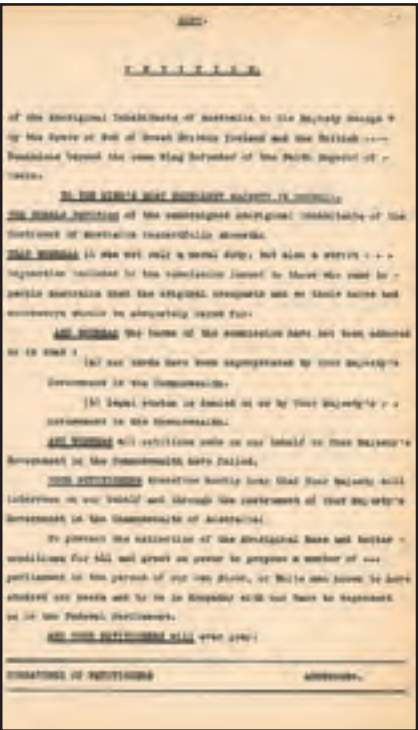 COPY.
P E T I T I O N.
of the Aboriginal Inhabitants of Australia to His Majesty George V
by the Grace of God of Great Britain Ireland and the British ----
Dominions beyond the seas King Defender of the Faith Emperor of -
India.
TO THE KING'S MOST EXCELLENT MAJESTY IN COUNCIL.
THE HUMBLE PETITION of the undersigned Aboriginal inhabitants of the
Continent of Australia respectfully sheweth:
THAT WHEREAS it was not only a moral duty, but also a strict - - -
injunction included in the commission issued to those who came to -
people Australia that the original occupants and we their heirs and
successors should be adequately cared for:
AND WHEREAS the terms of the commission have not been adhered
to in that :
(a) our lands have been expropriated by Your Majesty's
Government in the Commonwealth.
(b) legal status is denied to us by Your Majesty's - -
Government in the Commonwealth.
AND WHEREAS all petitions made on our behalf to Your Majesty's
Government in the Commonwealth have failed.
YOUR PETITIONERS therefore humbly pray that Your Majesty will
intervene on our behalf and through the instrument of Your Majesty's
Government in the Commonwealth of Australia:
To prevent the extinction of the Aboriginal Race and better -
conditions for all and grant us power to propose a member of ---
parliament in the person of our own Blood, or White man known to have
studied our needs and to be in Sympathy with our Race to represent
us in the Federal Parliament.
AND YOUR PETITIONERS will ever pray:
SIGNATURES OF PETITIONERS ADDRESSES.